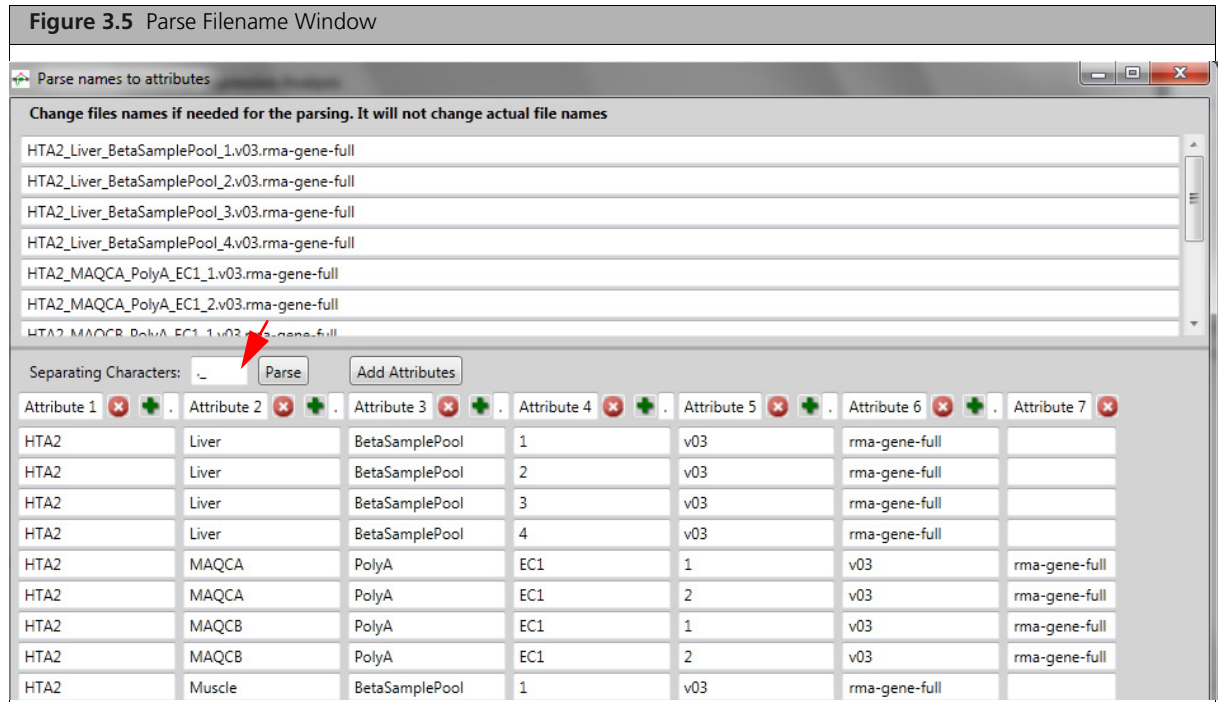 Figure 3.5 Parse Filename Window
Parse names to attributes
Change files names if needed for the parsing. It will not change actual file names
HTA2_Liver_BetaSamplePool_1.v03.rma-gene-full
HTA2_Liver_BetaSamplePool_2.v03.rma-gene-full
HTA2_Liver_BetaSamplePool_3.v03.rma-gene-full
HTA2_Liver_BetaSamplePool_4.v03.rma-gene-full
HTA2_MAQCA_PolyA_EC1_1.v03.rma-gene-full
HTA2_MAQCA_PolyA_EC1_2.v03.rma-gene-full
HTA2_MAQCB_PolyA_EC1_1.v03.rma-gene-full
Separating Characters: ._ Parse Add Attributes
Attribute 1 . Attribute 2 . Attribute 3 . Attribute 4 . Attribute 5 . Attribute 6 . Attribute 7
HTA2 Liver BetaSamplePool 1 v03 rma-gene-full
HTA2 Liver BetaSamplePool 2 v03 rma-gene-full
HTA2 Liver BetaSamplePool 3 v03 rma-gene-full
HTA2 Liver BetaSamplePool 4 v03 rma-gene-full
HTA2 MAQCA PolyA EC1 1 v03 rma-gene-full
HTA2 MAQCA PolyA EC1 2 v03 rma-gene-full
HTA2 MAQCB PolyA EC1 1 v03 rma-gene-full
HTA2 MAQCB PolyA EC1 2 v03 rma-gene-full
HTA2 Muscle BetaSamplePool 1 v03 rma-gene-full